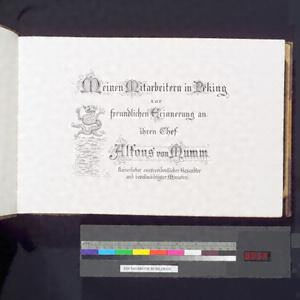 Meinen Mitarbeitern in Peking
zur
freundlichen Erinnerung an
ihren Chef
Alfons von Mumm.
Kaiserlicher ausserordentlicher Gesandter
und bevollmächtigter Minister.